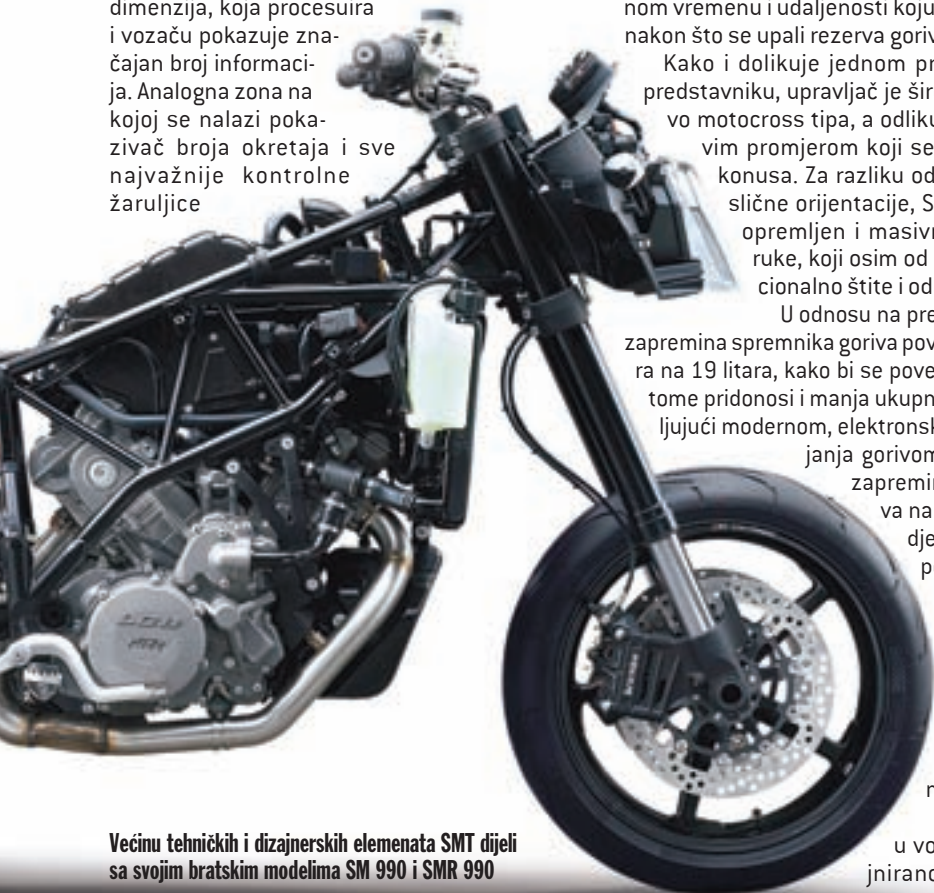 dimenzija, koja procesuira
i vozaču pokazuje zna-
čajan broj informaci-
ja. Analogna zona na
kojoj se nalazi poka-
zivač broja okretaja i sve
najvažnije kontrolne
žaruljice
nom vremenu i udaljenosti koju
nakon što se upali rezerva goriv
Kako i dolikuje jednom pr
predstavniku, upravljač je šir
vo motocross tipa, a odliku
vim promjerom koji se
konusa. Za razliku od
slične orijentacije, S
opremljen i masivn
ruke, koji osim od
cionalno štite i od
U odnosu na pre
zapremina spremnika goriva pov
ra na 19 litara, kako bi se pove
tome pridonosi i manja ukupn
ljujući modernom, elektronsk
janja gorivom
zapremin
va na
dje
p
u vo
jniranc
Većinu tehničkih i dizajnerskih elemenata SMT dijeli
sa svojim bratskim modelima SM 990 i SMR 990